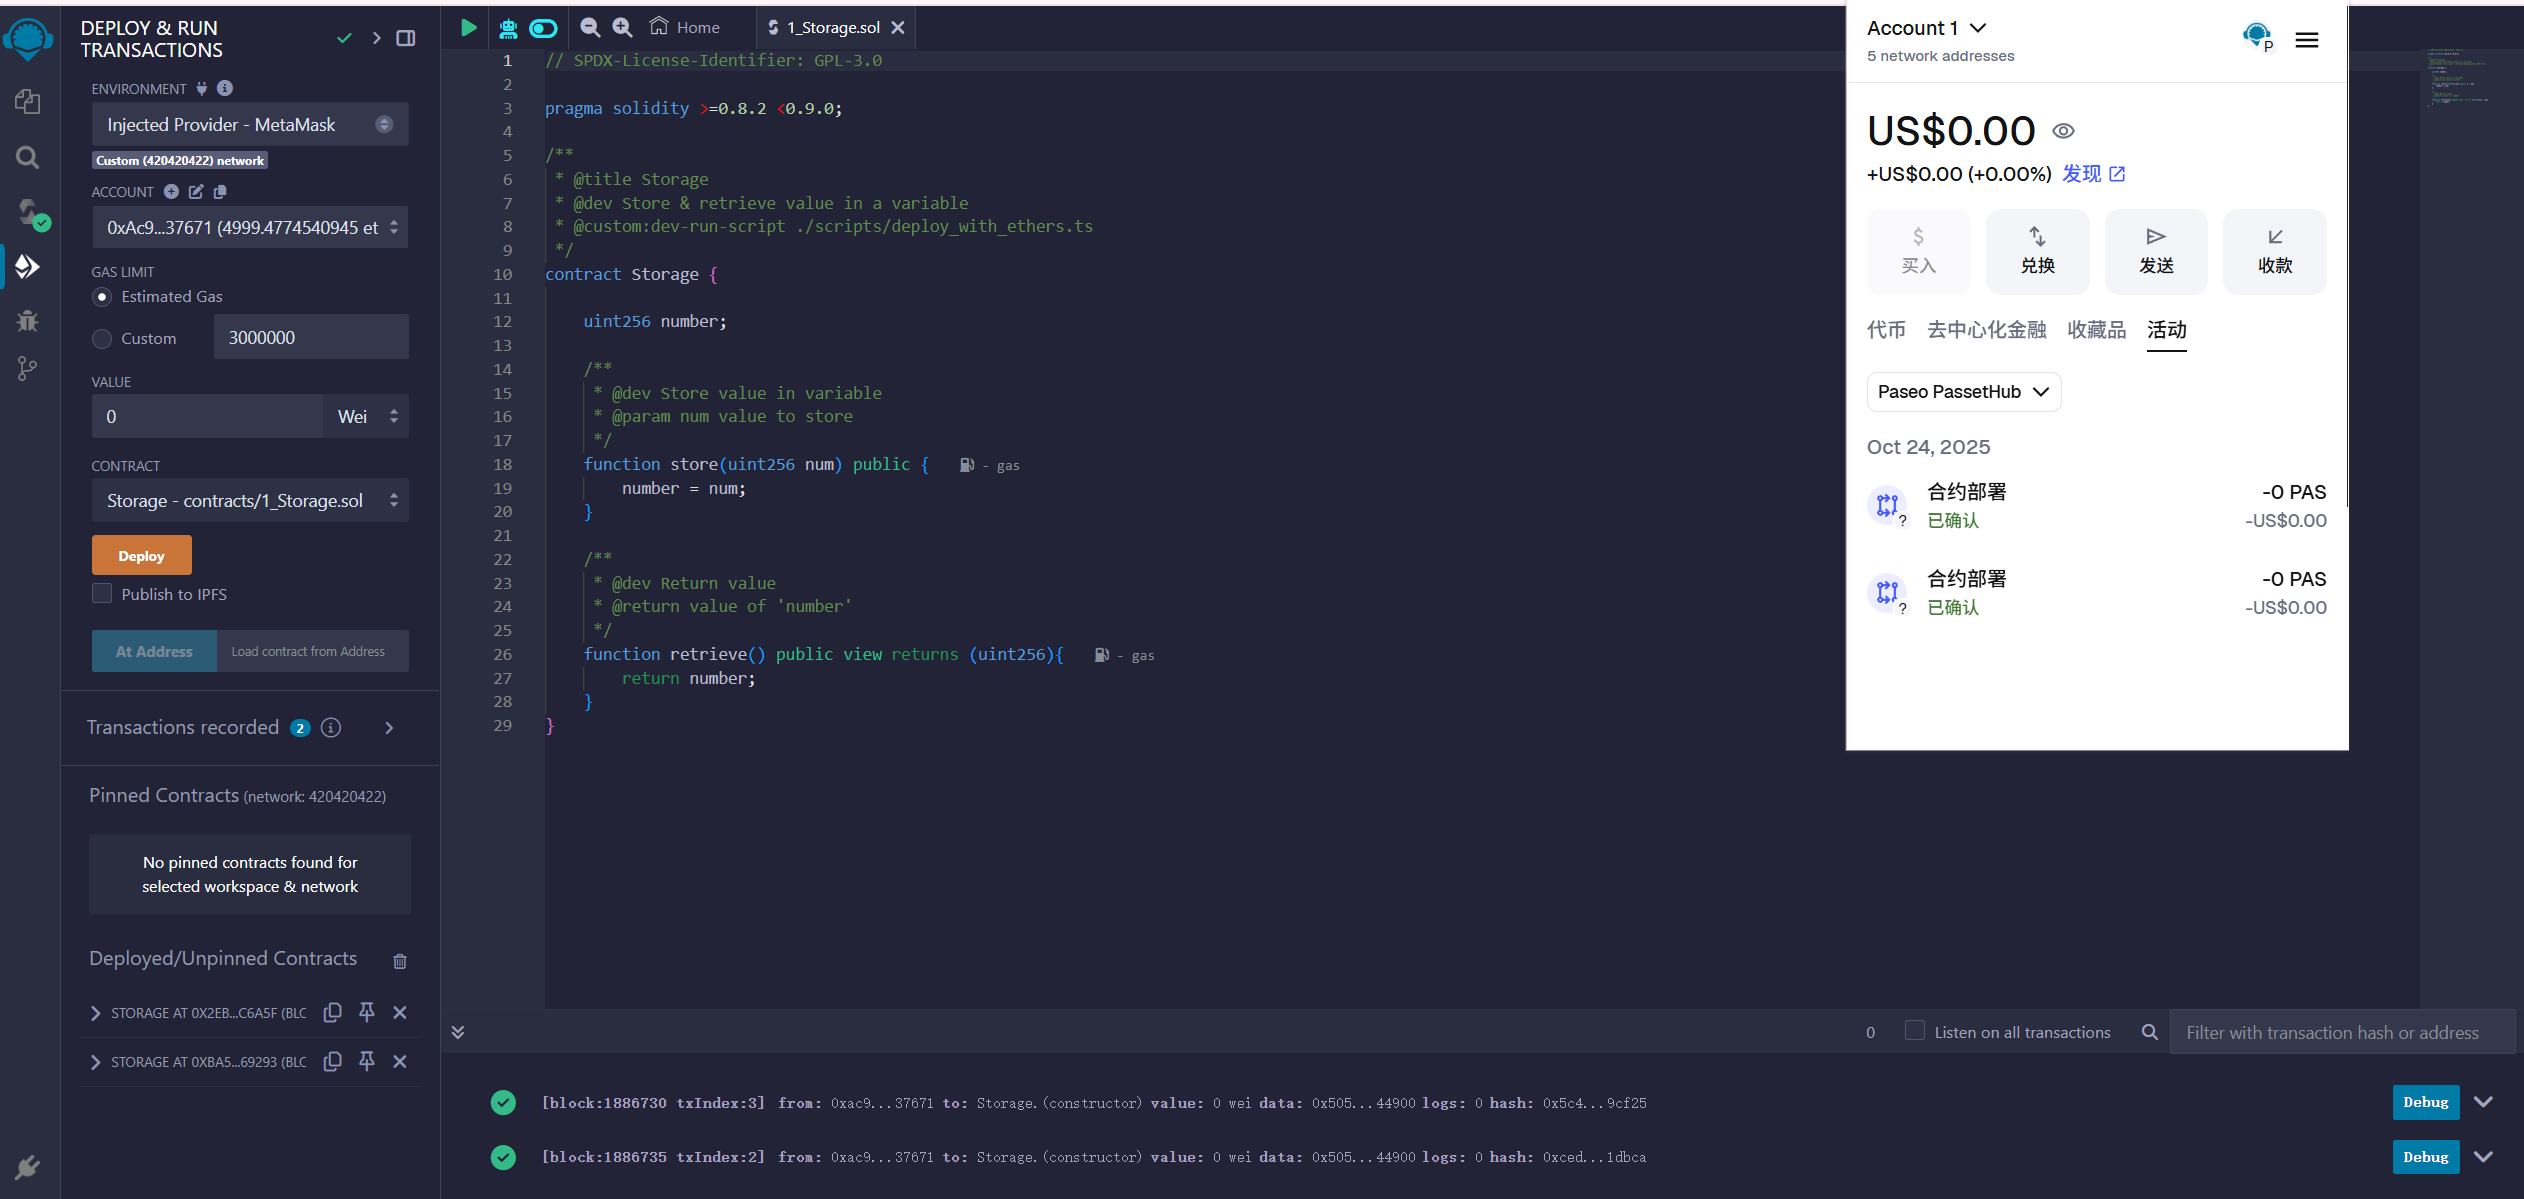 DEPLOY & RUN
TRANSACTIONS
ENVIRONMENT
Injected Provider - MetaMask
Custom (420420422) network
ACCOUNT
0xAc9...37671 (4999.4774540945 et
GAS LIMIT
Estimated Gas
Custom
3000000
VALUE
0
Wei
CONTRACT
Storage - contracts/1_Storage.sol
Deploy
Publish to IPFS
At Address
Load contract from Address
Transactions recorded 2
Pinned Contracts (network: 420420422)
No pinned contracts found for
selected workspace & network
Deployed/Unpinned Contracts
STORAGE AT 0X2EB...C6A5F (BLC
STORAGE AT 0XBA5...69293 (BLC
Home
1_Storage.sol
1 // SPDX-License-Identifier: GPL-3.0
2
3 pragma solidity >=0.8.2 <0.9.0;
4
5 /**
6 * @title Storage
7 * @dev Store & retrieve value in a variable
8 * @custom:dev-run-script ./scripts/deploy_with_ethers.ts
9 */
10 contract Storage {
11
12 uint256 number;
13
14 /**
15 * @dev Store value in variable
16 * @param num value to store
17 */
18 function store(uint256 num) public { - gas
19 number = num;
20 }
21
22 /**
23 * @dev Return value
24 * @return value of 'number'
25 */
26 function retrieve() public view returns (uint256){ - gas
27 return number;
28 }
29 }
Account 1
5 network addresses
P
US$0.00
+US$0.00 (+0.00%) 发现
$
买入
兑换
发送
收款
代币 去中心化金融 收藏品 活动
Paseo PassetHub
Oct 24, 2025
合约部署 -0 PAS
? 已确认 -US$0.00
合约部署 -0 PAS
? 已确认 -US$0.00
0 Listen on all transactions
Filter with transaction hash or address
[block:1886730 txIndex:3] from: 0xac9...37671 to: Storage.(constructor) value: 0 wei data: 0x505...44900 logs: 0 hash: 0x5c4...9cf25
Debug
[block:1886735 txIndex:2] from: 0xac9...37671 to: Storage.(constructor) value: 0 wei data: 0x505...44900 logs: 0 hash: 0xced...1dbca
Debug